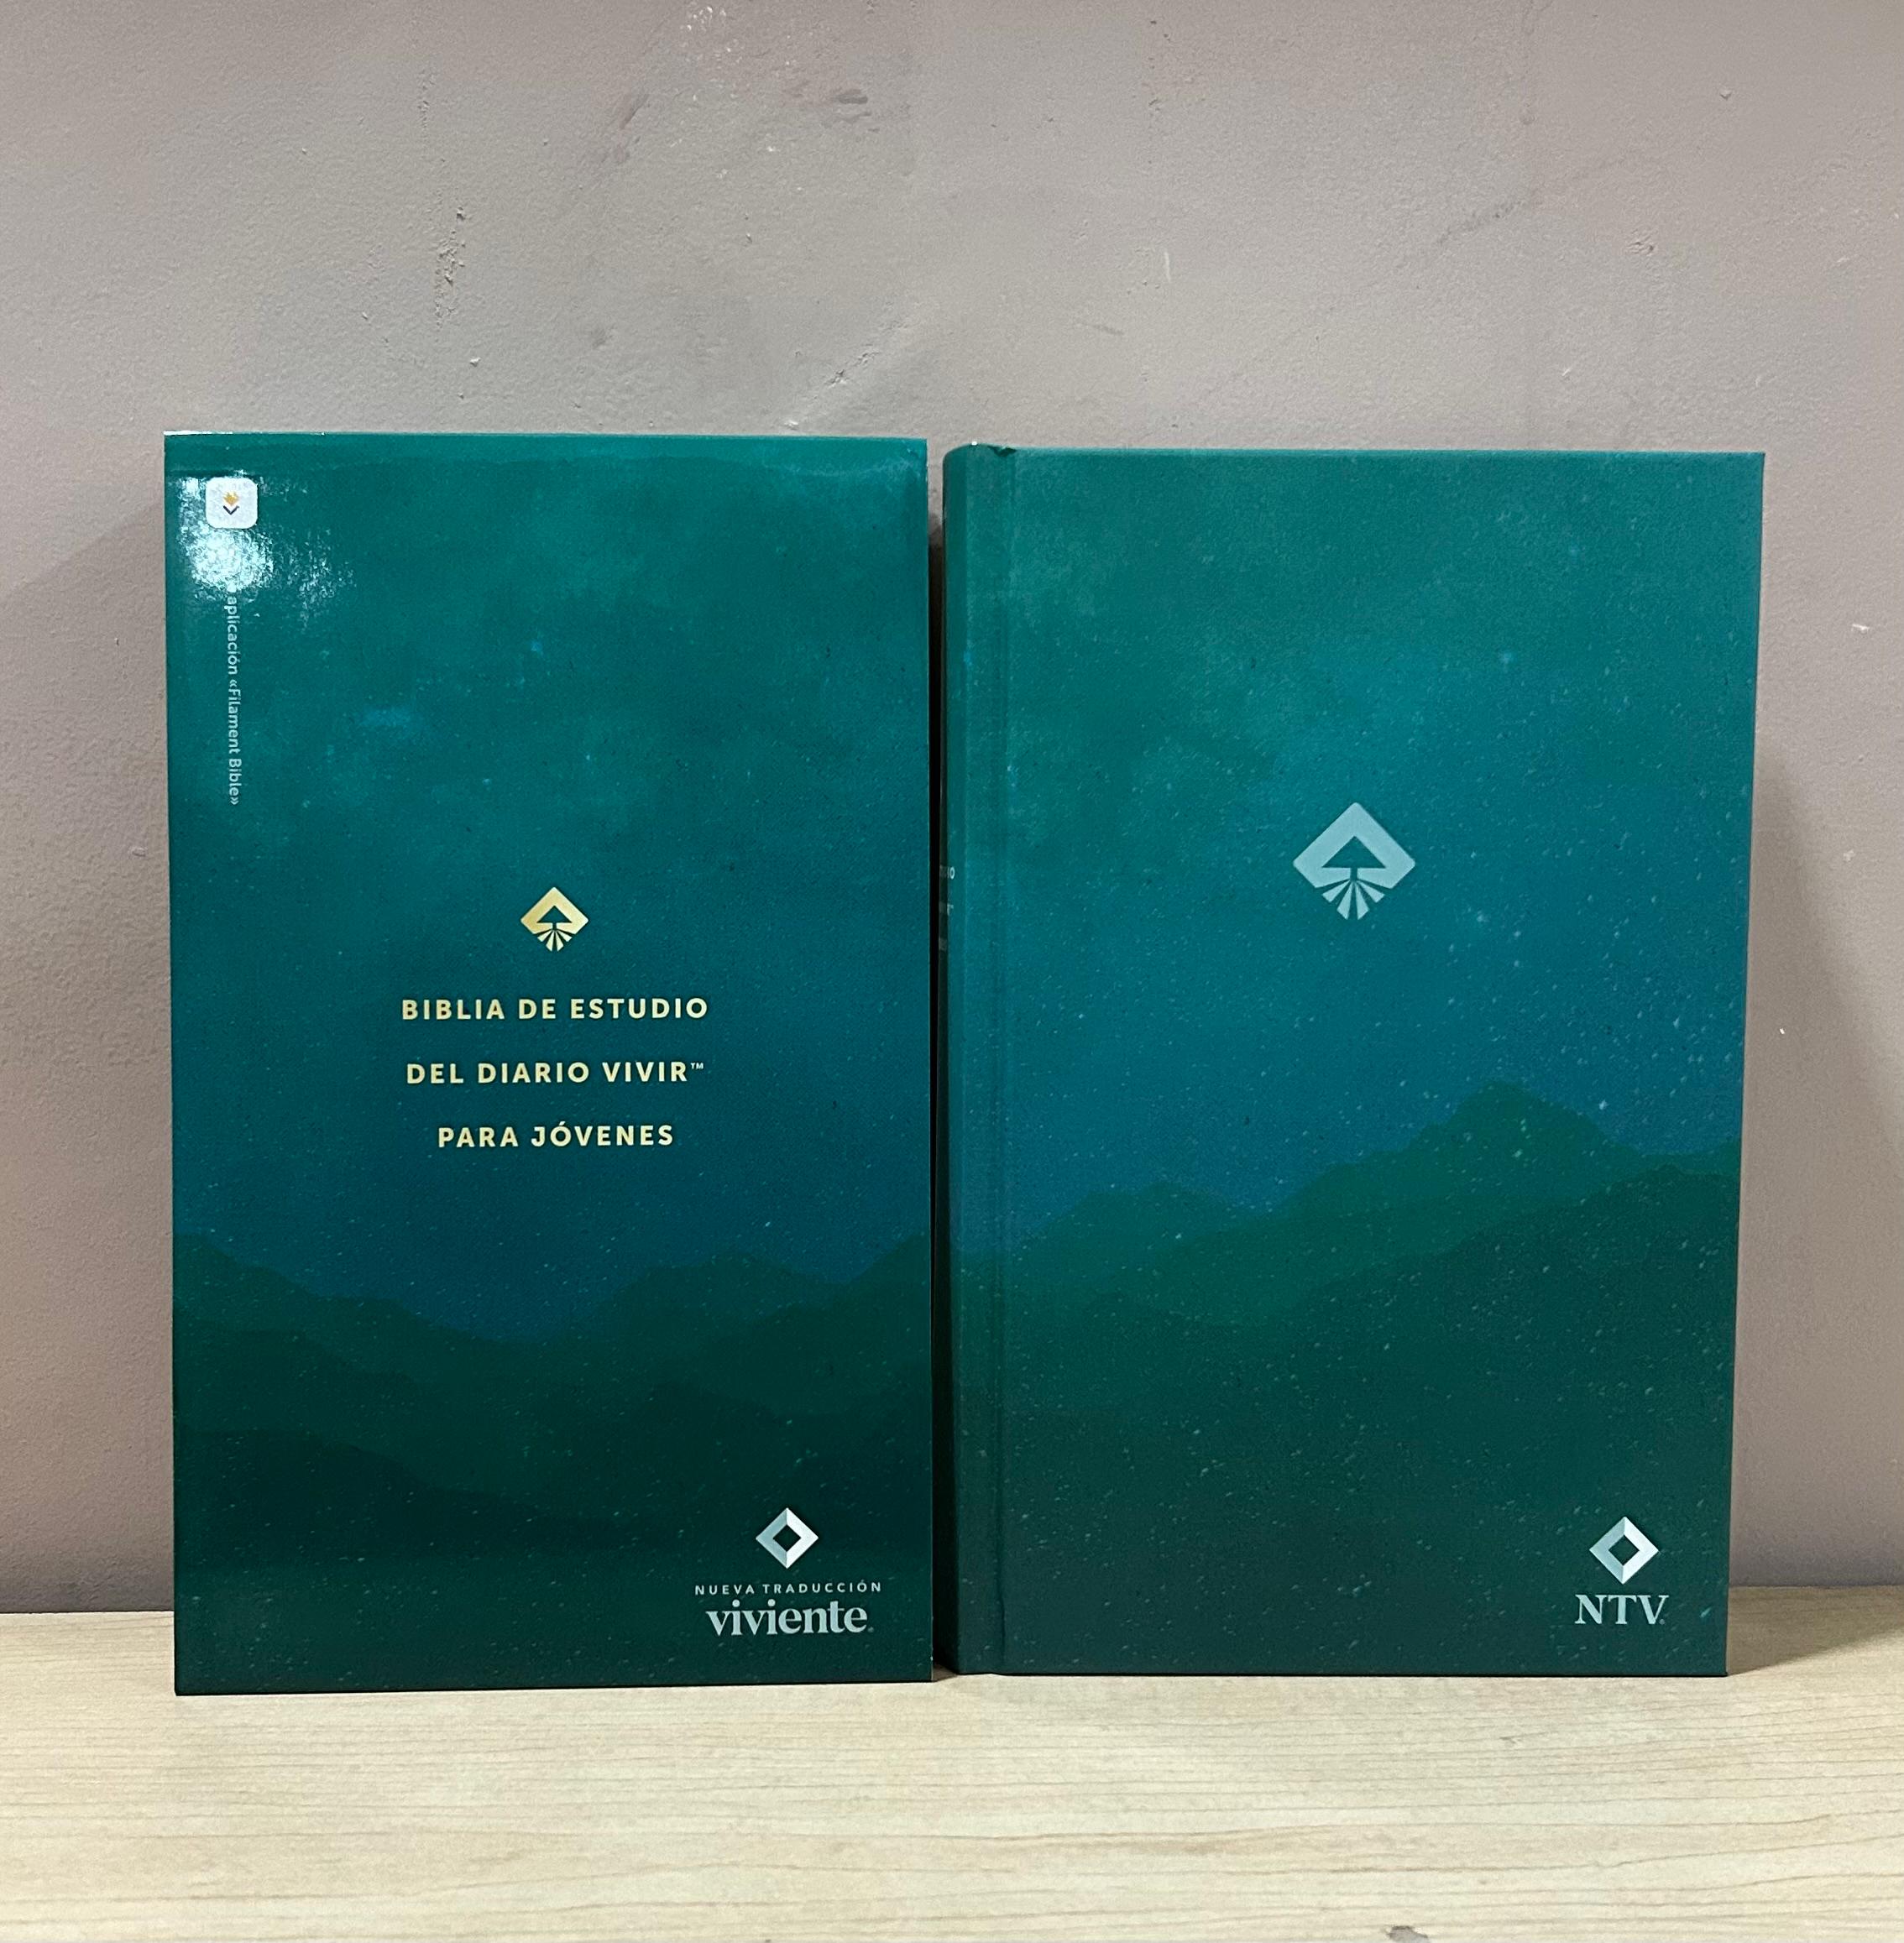 aplicación «Filament Bible»
BIBLIA DE ESTUDIO
DEL DIARIO VIVIR™
PARA JÓVENES
NUEVA TRADUCCIÓN
viviente®
NTV®